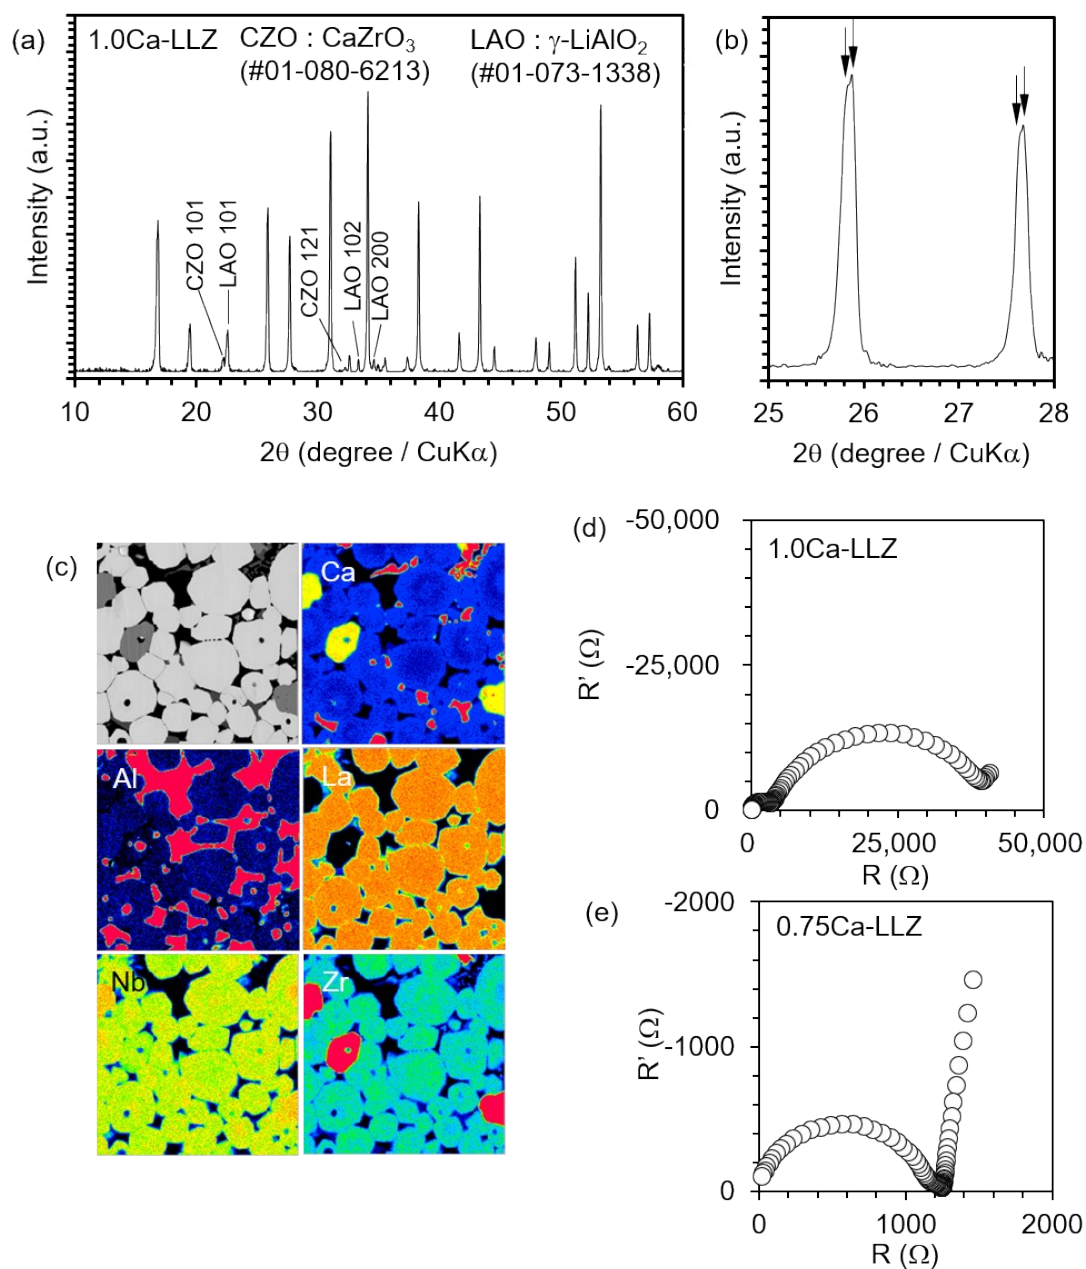 (a)
1.0Ca-LLZ
CZO : CaZrO₃
(#01-080-6213)
LAO : γ-LiAlO₂
(#01-073-1338)
Intensity (a.u.)
CZO 101
LAO 101
CZO 121
LAO 102
LAO 200
10 20 30 40 50 60
2θ (degree / CuKα)
(b)
Intensity (a.u.)
25 26 27 28
2θ (degree / CuKα)
(c)
Ca
Al
La
Nb
Zr
(d)
1.0Ca-LLZ
-50,000
-25,000
0
R' (Ω)
0 25,000 50,000
R (Ω)
(e)
0.75Ca-LLZ
-2000
-1000
0
R' (Ω)
0 1000 2000
R (Ω)